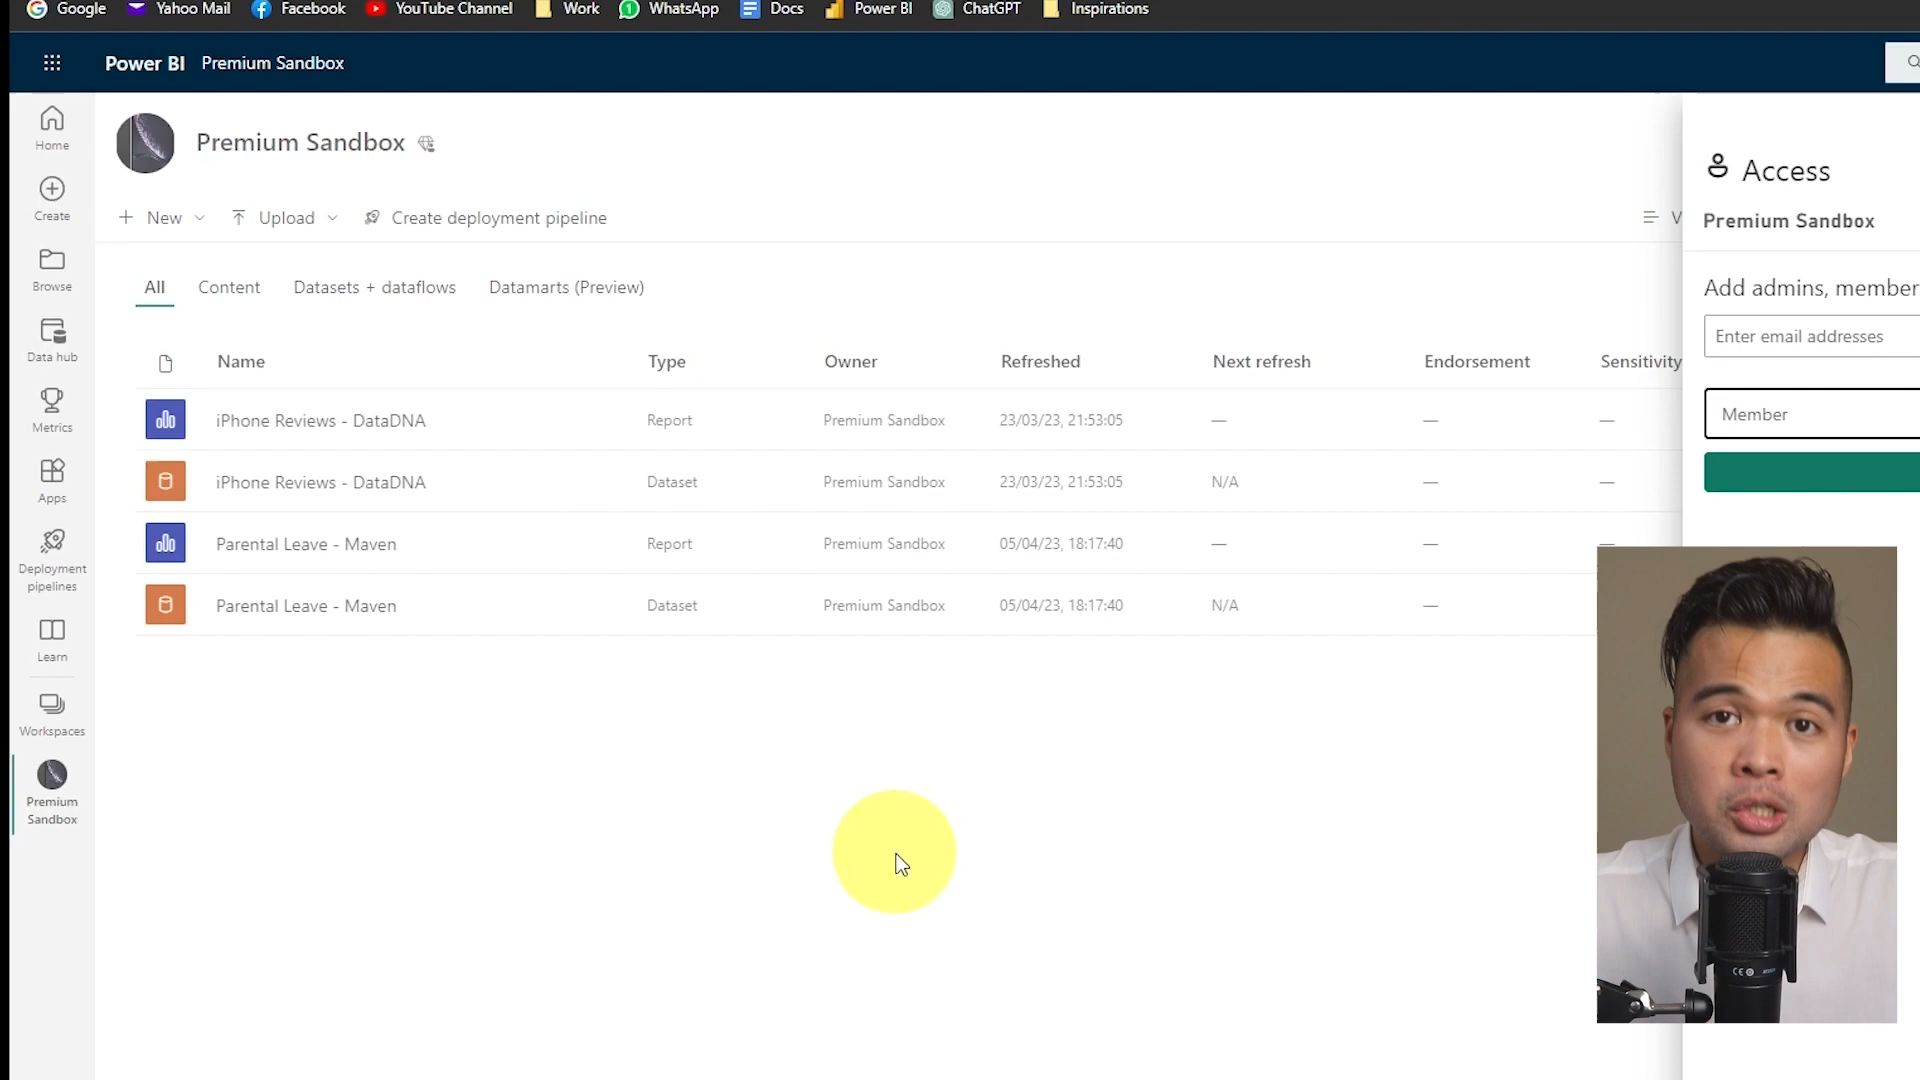 Google Yahoo Mail Facebook YouTube Channel Work WhatsApp Docs Power BI ChatGPT Inspirations
Power BI Premium Sandbox
Home
Create
Browse
Data hub
Metrics
Apps
Deployment
pipelines
Learn
Workspaces
Premium
Sandbox
Premium Sandbox
New Upload Create deployment pipeline
All Content Datasets + dataflows Datamarts (Preview)
Name Type Owner Refreshed Next refresh Endorsement Sensitivity
iPhone Reviews - DataDNA Report Premium Sandbox 23/03/23, 21:53:05 — — —
iPhone Reviews - DataDNA Dataset Premium Sandbox 23/03/23, 21:53:05 N/A — —
Parental Leave - Maven Report Premium Sandbox 05/04/23, 18:17:40 — — —
Parental Leave - Maven Dataset Premium Sandbox 05/04/23, 18:17:40 N/A —
Access
Premium Sandbox
Add admins, member
Enter email addresses
Member